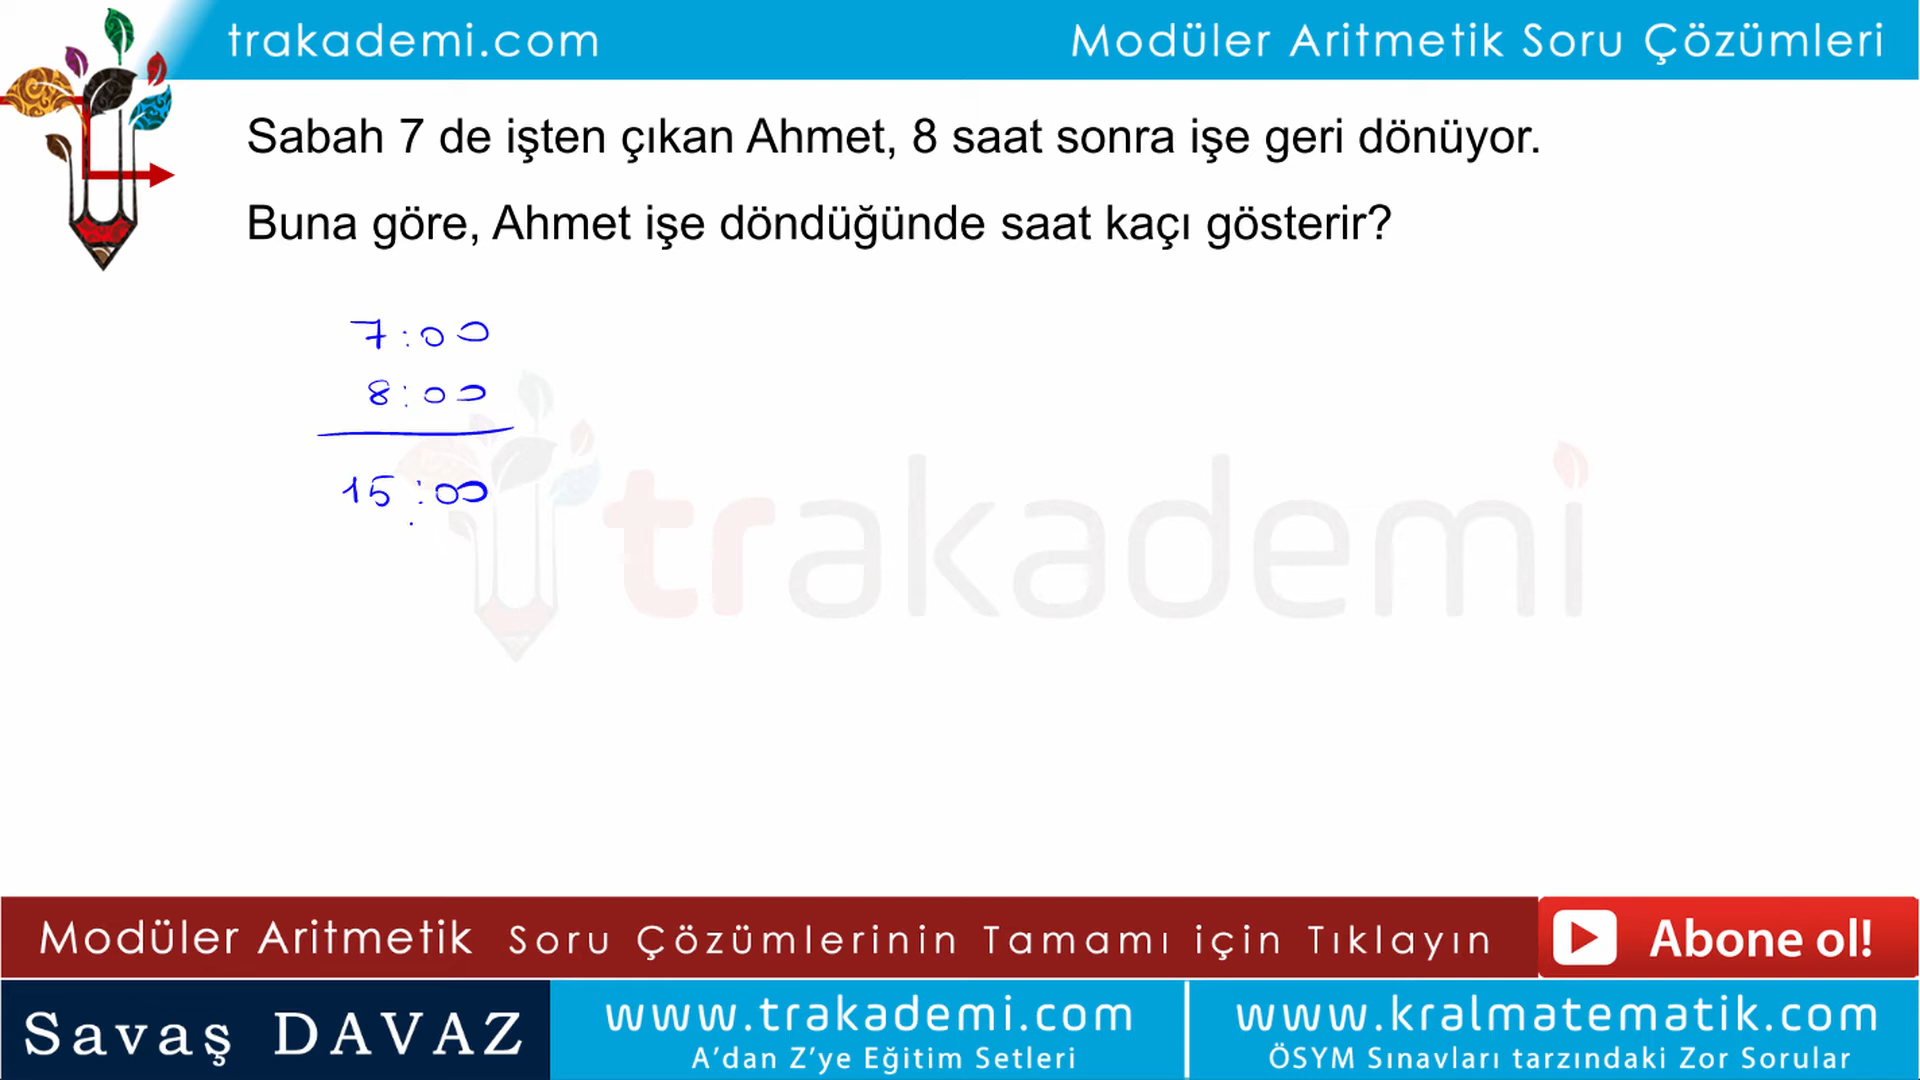 trakademi.com
Modüler Aritmetik Soru Çözümleri
Sabah 7 de işten çıkan Ahmet, 8 saat sonra işe geri dönüyor.
Buna göre, Ahmet işe döndüğünde saat kaçı gösterir?
7:00
8:00
15:00
trakademi
Modüler Aritmetik Soru Çözümlerinin Tamamı için Tıklayın
Abone ol!
Savaş DAVAZ
www.trakademi.com
A’dan Z’ye Eğitim Setleri
www.kralmatematik.com
ÖSYM Sınavları tarzındaki Zor Sorular